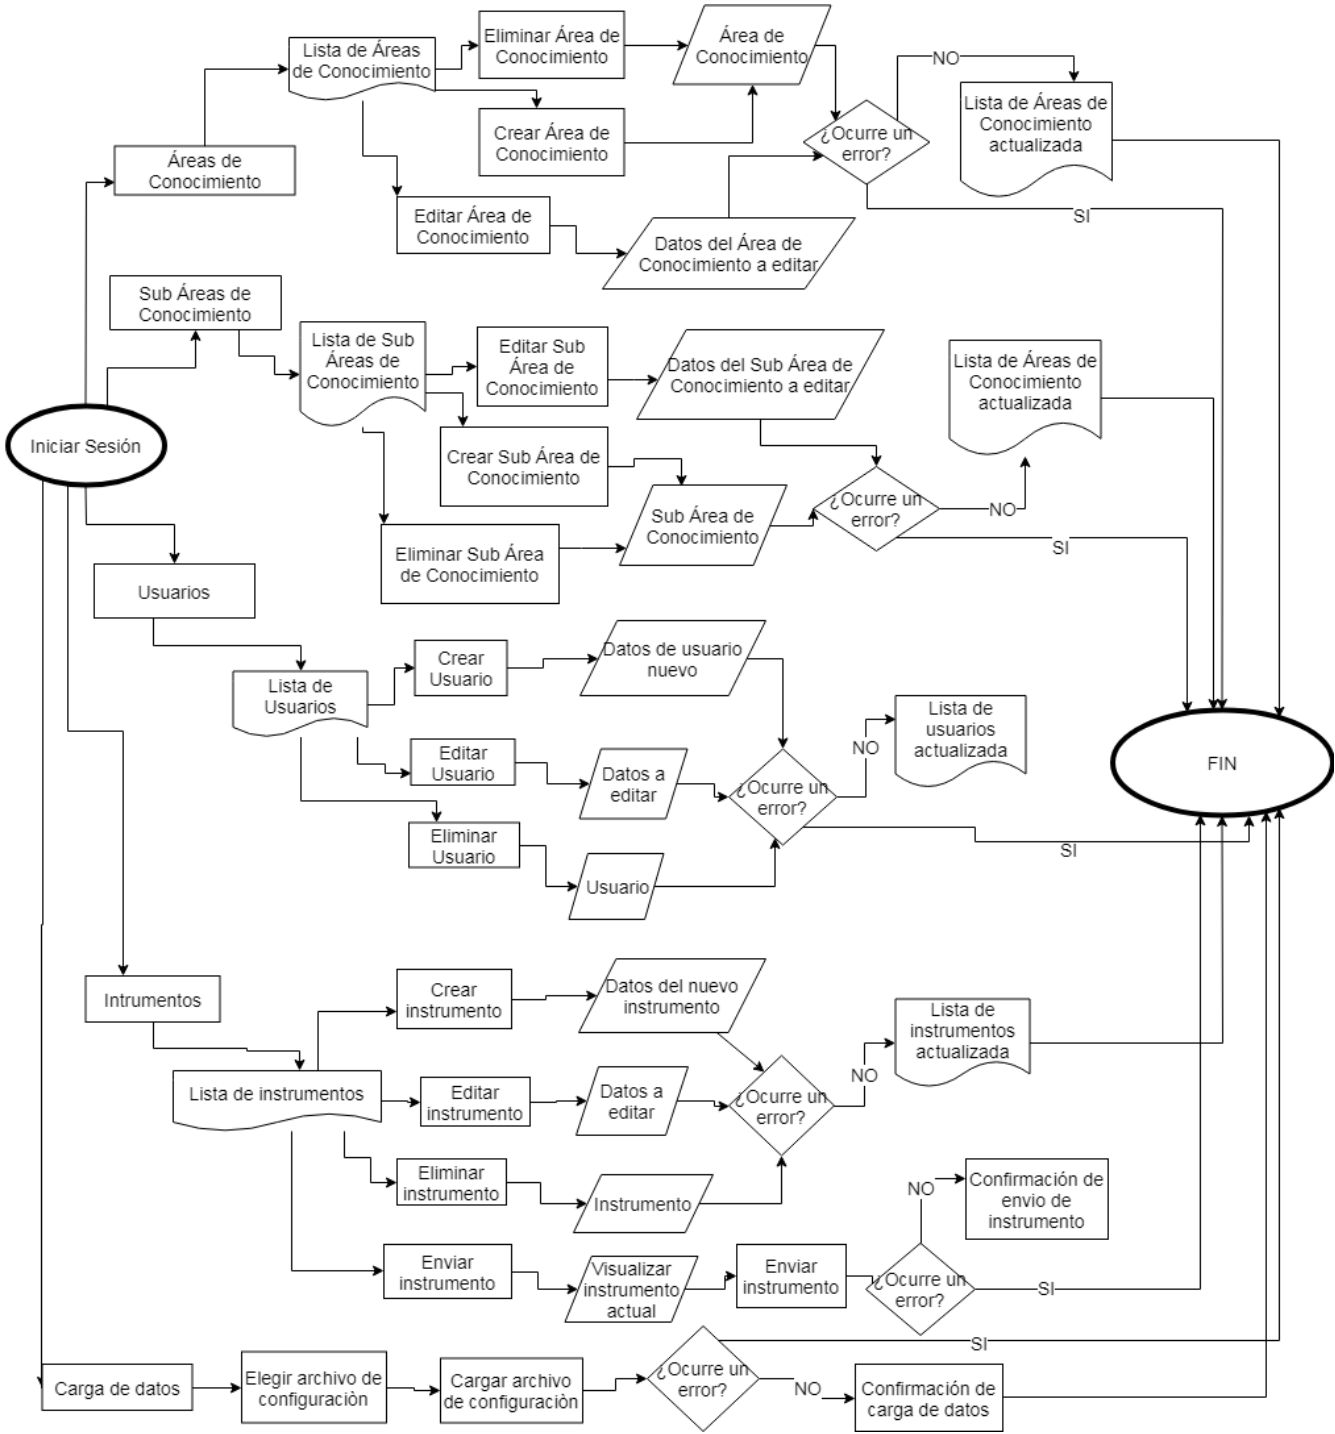 Lista de Áreas
de Conocimiento
Eliminar Área de
Conocimiento
Área de
Conocimiento
NO
Lista de Áreas de
Conocimiento
actualizada
Crear Área de
Conocimiento
¿Ocurre un
error?
Áreas de
Conocimiento
Editar Área de
Conocimiento
SI
Datos del Área de
Conocimiento a editar
Sub Áreas de
Conocimiento
Lista de Sub
Áreas de
Conocimiento
Editar Sub
Área de
Conocimiento
Datos del Sub Área de
Conocimiento a editar
Lista de Áreas de
Conocimiento
actualizada
Iniciar Sesión
Crear Sub Área de
Conocimiento
Sub Área de
Conocimiento
¿Ocurre un
error?
NO
SI
Eliminar Sub Área
de Conocimiento
Usuarios
Lista de
Usuarios
Crear
Usuario
Datos de usuario
nuevo
Lista de
usuarios
actualizada
NO
Editar
Usuario
Datos a
editar
¿Ocurre un
error?
FIN
Eliminar
Usuario
SI
Usuario
Intrumentos
Crear
instrumento
Datos del nuevo
instrumento
Lista de
instrumentos
actualizada
NO
Lista de instrumentos
Editar
instrumento
Datos a
editar
¿Ocurre un
error?
Eliminar
instrumento
Instrumento
NO
Confirmación de
envio de
instrumento
Enviar
instrumento
Visualizar
instrumento
actual
Enviar
instrumento
¿Ocurre un
error?
SI
SI
Carga de datos
Elegir archivo de
configuraciòn
Cargar archivo
de configuraciòn
¿Ocurre un
error?
NO
Confirmación de
carga de datos